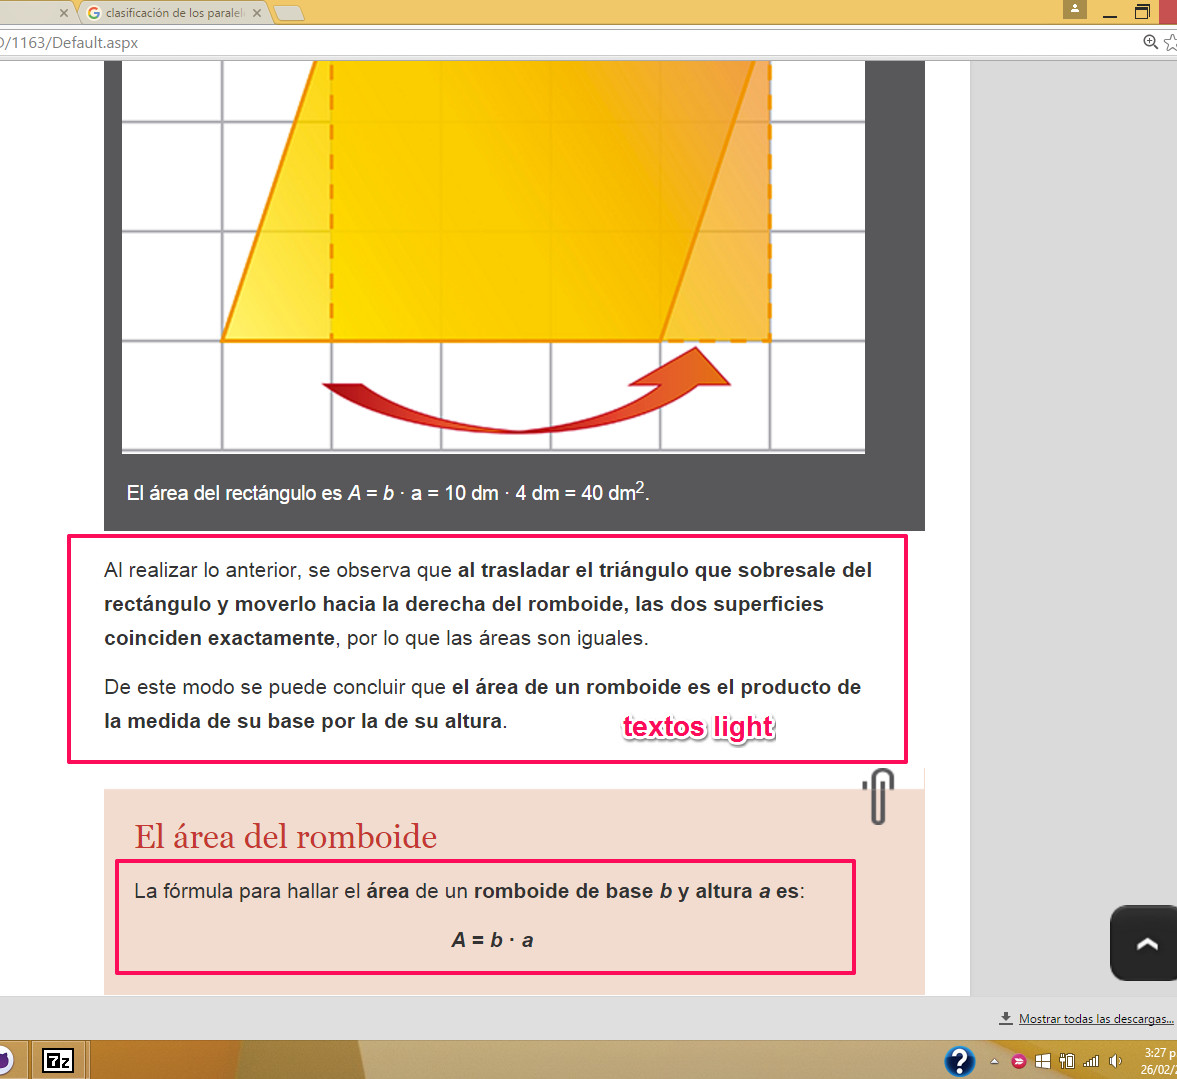 clasificación de los paralel
/1163/Default.aspx
El área del rectángulo es A = b · a = 10 dm · 4 dm = 40 dm².
Al realizar lo anterior, se observa que al trasladar el triángulo que sobresale del
rectángulo y moverlo hacia la derecha del romboide, las dos superficies
coinciden exactamente, por lo que las áreas son iguales.
De este modo se puede concluir que el área de un romboide es el producto de
la medida de su base por la de su altura.
textos light
El área del romboide
La fórmula para hallar el área de un romboide de base b y altura a es:
A = b · a
Mostrar todas las descargas...
7z
3:27 p
26/02/